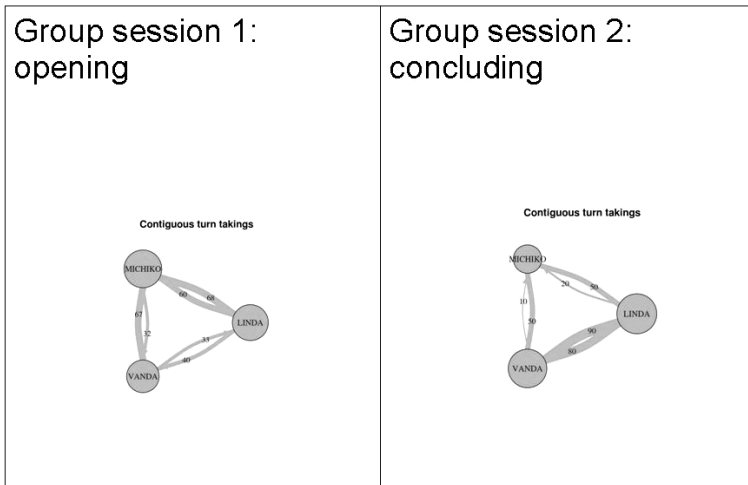 Group session 1:
opening
Contiguous turn takings
MICHIKO
60
68
67
32
LINDA
33
40
VANDA
Group session 2:
concluding
Contiguous turn takings
MICHIKO
20
50
10
50
LINDA
90
80
VANDA